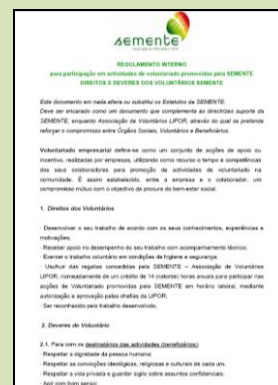 semente
REGULAMENTO INTERNO
para participação em actividades de voluntariado promovidas pela SEMENTE
DIREITOS E DEVERES DOS VOLUNTÁRIOS SEMENTE
Este documento em nada altera ou substitui os Estatutos da SEMENTE.
Deve ser encarado como um documento que complementa as directrizes suporte da
SEMENTE, enquanto Associação de Voluntários LIPOR, através do qual se pretende
reforçar o compromisso entre Órgãos Sociais, Voluntários e Beneficiários.
Voluntariado empresarial define-se como um conjunto de acções de apoio ou
incentivo, realizadas por empresas, utilizando como recurso o tempo e competências
dos seus colaboradores para promoção de actividades de voluntariado na
comunidade. É assim estabelecido, entre a empresa e o colaborador, um
compromisso mútuo com o objectivo da procura do bem-estar social.
1. Direitos dos Voluntários
- Desenvolver o seu trabalho de acordo com os seus conhecimentos, experiências e
motivações;
- Receber apoio no desempenho do seu trabalho com acompanhamento técnico;
- Exercer o trabalho voluntário em condições de higiene e segurança;
- Usufruir das regalias concedidas pela SEMENTE – Associação de Voluntários
LIPOR, nomeadamente de um crédito de 14 (catorze) horas anuais para participar nas
acções de Voluntariado promovidas pela SEMENTE em horário laboral, mediante
autorização e aprovação pelos chefias da LIPOR;
- Ser reconhecido pelo trabalho desenvolvido.
2. Deveres do Voluntário
2.1. Para com os destinatários das actividades (beneficiários):
- Respeitar a dignidade da pessoa humana;
- Respeitar as convicções ideológicas, religiosas e culturais de cada um;
- Respeitar a vida privada e guardar sigilo sobre assuntos confidenciais;
- Agir com bom senso;